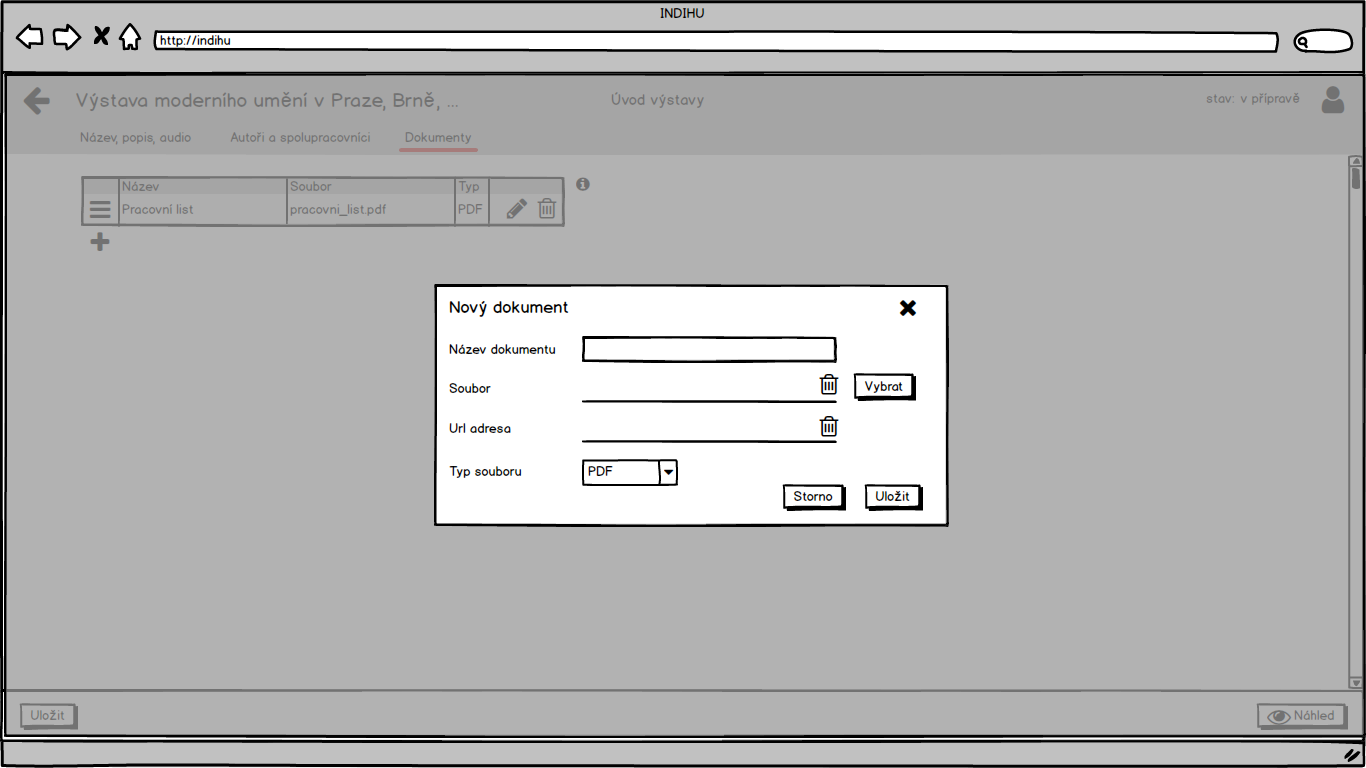 INDIHU
http://indihu
Výstava moderního umění v Praze, Brně, ...
Úvod výstavy
stav: v přípravě
Název, popis, audio
Autoři a spolupracovníci
Dokumenty
Název Soubor Typ
Pracovní list pracovni_list.pdf PDF
Nový dokument
Název dokumentu
Soubor
Vybrat
Url adresa
Typ souboru
PDF
Storno
Uložit
Uložit
Náhled